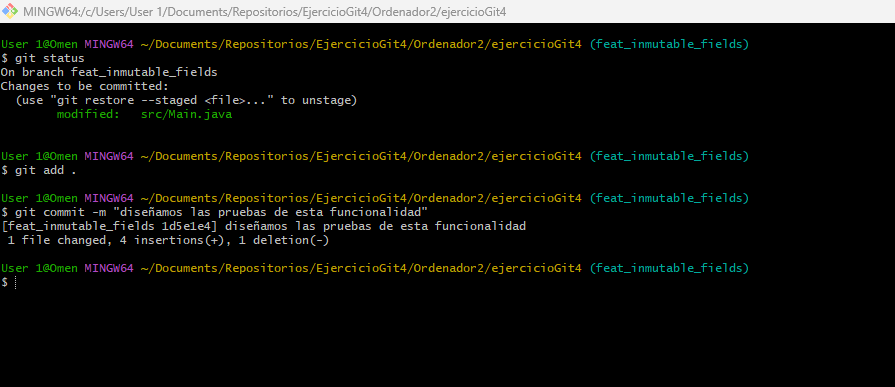 MINGW64:/c/Users/User 1/Documents/Repositorios/EjercicioGit4/Ordenador2/ejercicioGit4
User 1@Omen MINGW64 ~/Documents/Repositorios/EjercicioGit4/Ordenador2/ejercicioGit4 (feat_inmutable_fields)
$ git status
On branch feat_inmutable_fields
Changes to be committed:
  (use "git restore --staged <file>..." to unstage)
        modified:   src/Main.java
User 1@Omen MINGW64 ~/Documents/Repositorios/EjercicioGit4/Ordenador2/ejercicioGit4 (feat_inmutable_fields)
$ git add .
User 1@Omen MINGW64 ~/Documents/Repositorios/EjercicioGit4/Ordenador2/ejercicioGit4 (feat_inmutable_fields)
$ git commit -m "diseñamos las pruebas de esta funcionalidad"
[feat_inmutable_fields 1d5e1e4] diseñamos las pruebas de esta funcionalidad
 1 file changed, 4 insertions(+), 1 deletion(-)
User 1@Omen MINGW64 ~/Documents/Repositorios/EjercicioGit4/Ordenador2/ejercicioGit4 (feat_inmutable_fields)
$